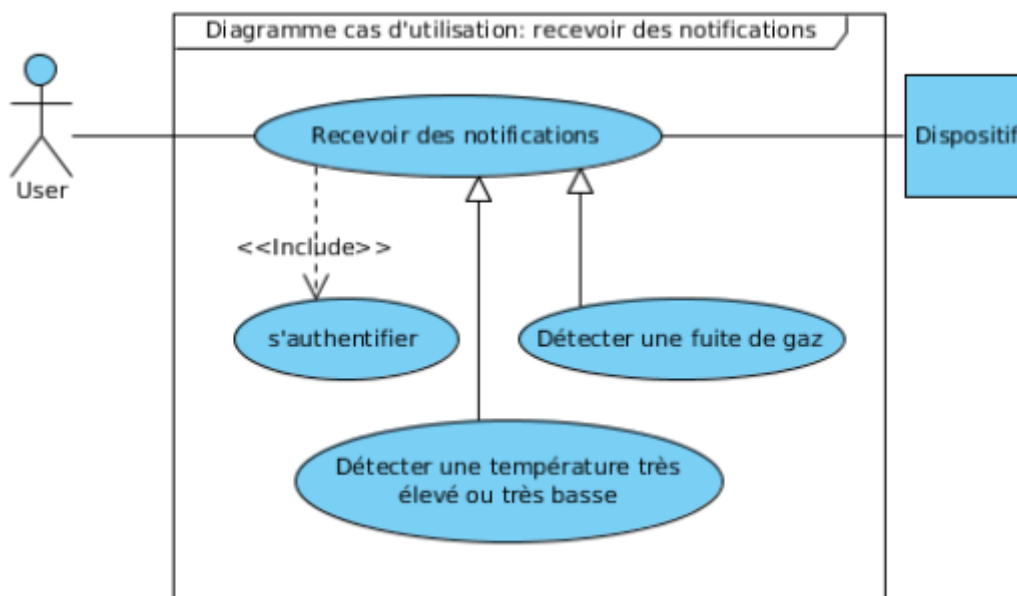 Diagramme cas d'utilisation: recevoir des notifications
Recevoir des notifications
Dispositif
User
<<Include>>
s'authentifier
Détecter une fuite de gaz
Détecter une température très
élevé ou très basse